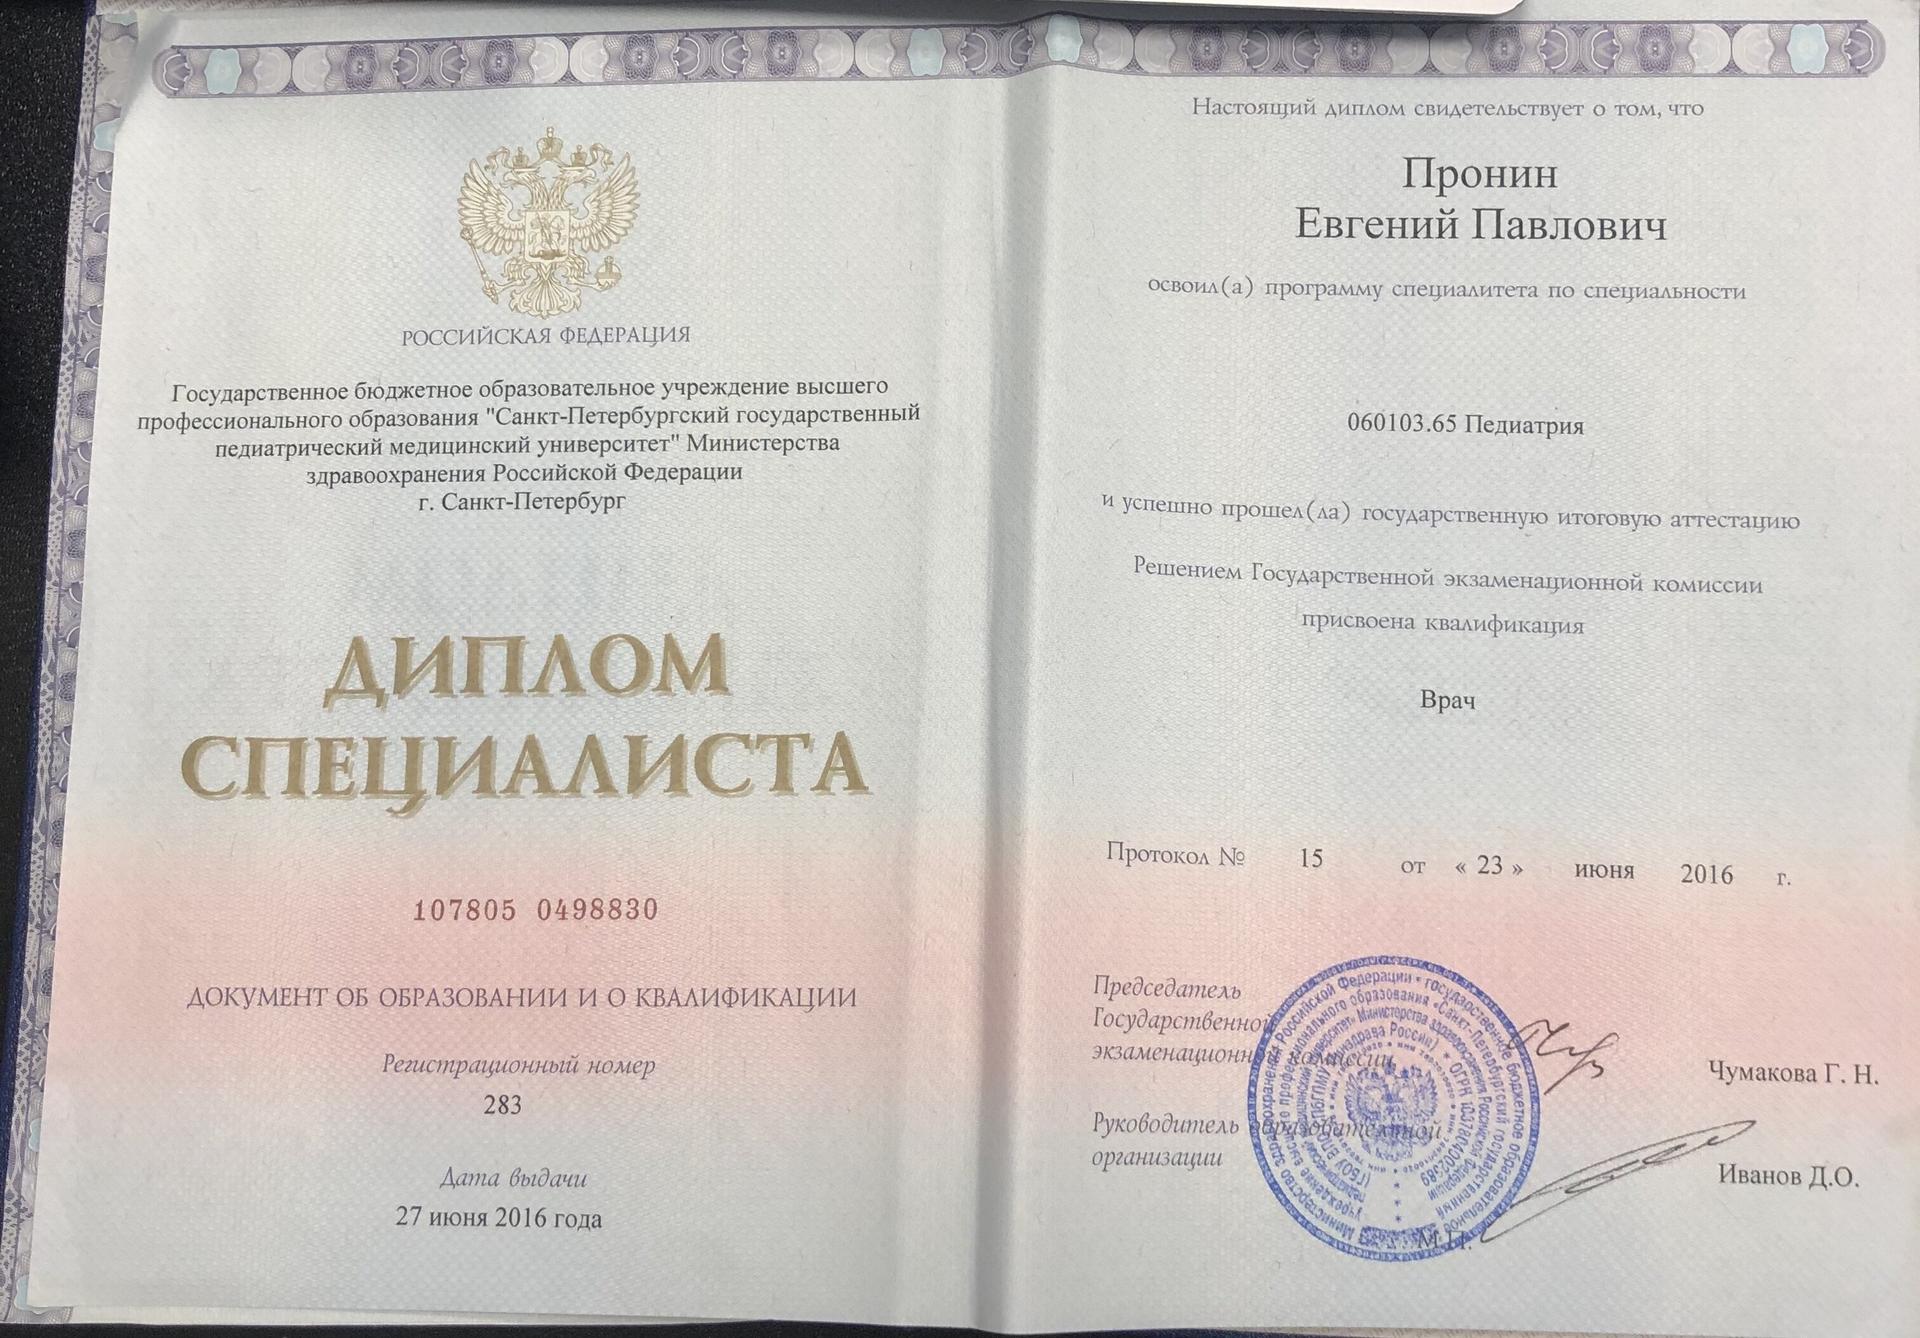 РОССИЙСКАЯ ФЕДЕРАЦИЯ
Государственное бюджетное образовательное учреждение высшего
профессионального образования "Санкт-Петербургский государственный
педиатрический медицинский университет" Министерства
здравоохранения Российской Федерации
г. Санкт-Петербург
ДИПЛОМ
СПЕЦИАЛИСТА
107805 0498830
ДОКУМЕНТ ОБ ОБРАЗОВАНИИ И О КВАЛИФИКАЦИИ
Регистрационный номер
283
Дата выдачи
27 июня 2016 года
Настоящий диплом свидетельствует о том, что
Пронин
Евгений Павлович
освоил(а) программу специалитета по специальности
060103.65 Педиатрия
и успешно прошел(ла) государственную итоговую аттестацию
Решением Государственной экзаменационной комиссии
присвоена квалификация
Врач
Протокол № 15 от « 23 » июня 2016 г.
Председатель
Государственной
экзаменационной комиссии
Чумакова Г. Н.
Руководитель образовательной
организации
Иванов Д.О.
М.П.